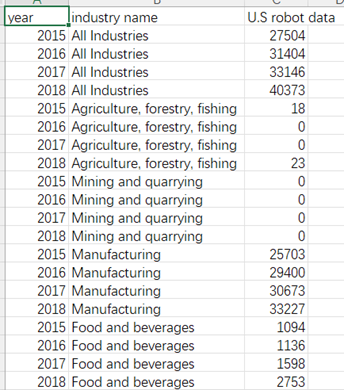 year industry name U.S robot data
2015 All Industries 27504
2016 All Industries 31404
2017 All Industries 33146
2018 All Industries 40373
2015 Agriculture, forestry, fishing 18
2016 Agriculture, forestry, fishing 0
2017 Agriculture, forestry, fishing 0
2018 Agriculture, forestry, fishing 23
2015 Mining and quarrying 0
2016 Mining and quarrying 0
2017 Mining and quarrying 0
2018 Mining and quarrying 0
2015 Manufacturing 25703
2016 Manufacturing 29400
2017 Manufacturing 30673
2018 Manufacturing 33227
2015 Food and beverages 1094
2016 Food and beverages 1136
2017 Food and beverages 1598
2018 Food and beverages 2753